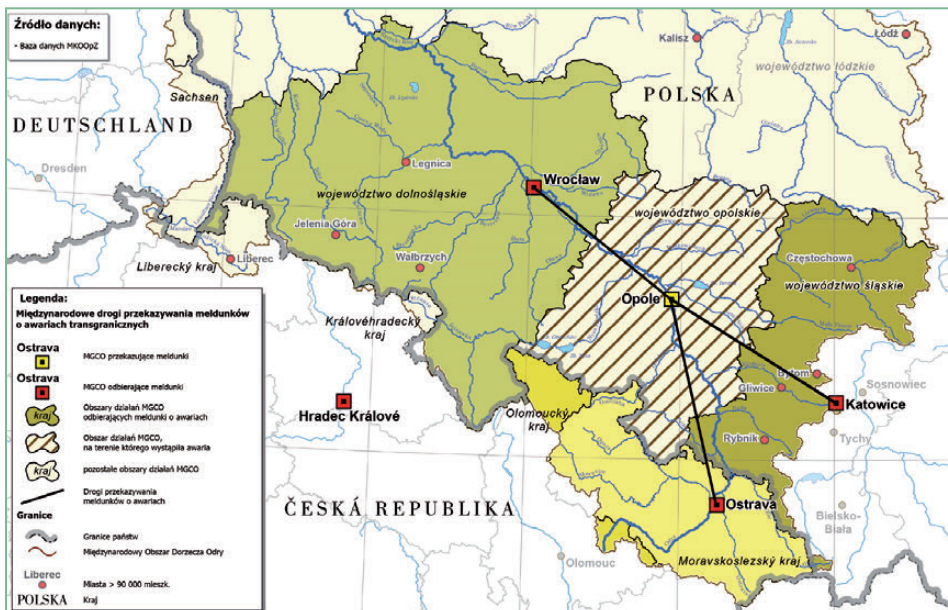 Źródło danych:
- Baza danych MKOOpZ
Kalisz
Łódź
województwo łódzkie
POLSKA
Sachsen
DEUTSCHLAND
Dresden
Legnica
Wrocław
województwo dolnośląskie
województwo opolskie
Jelenia Góra
Wałbrzych
Liberec
Liberecký kraj
Częstochowa
województwo śląskie
Opole
Královéhradecký
kraj
Hradec Králové
Olomoucký
kraj
Bytom
Gliwice
Sosnowiec
Katowice
Tychy
Rybnik
Ostrava
Bielsko-
Biała
ČESKÁ REPUBLIKA
Olomouc
Moravskoslezský kraj
Legenda:
Międzynarodowe drogi przekazywania meldunków
o awariach transgranicznych
Ostrava
MGCO przekazujące meldunki
Ostrava
MGCO odbierające meldunki
kraj
Obszary działań MGCO
odbierających meldunki o awariach
Obszar działań MGCO,
na terenie którego wystąpiła awaria
kraj
pozostałe obszary działań MGCO
Drogi przekazywania
meldunków o awariach
Granice
Granice państw
Międzynarodowy Obszar Dorzecza Odry
Liberec
Miasta > 90 000 mieszk.
POLSKA
Kraj